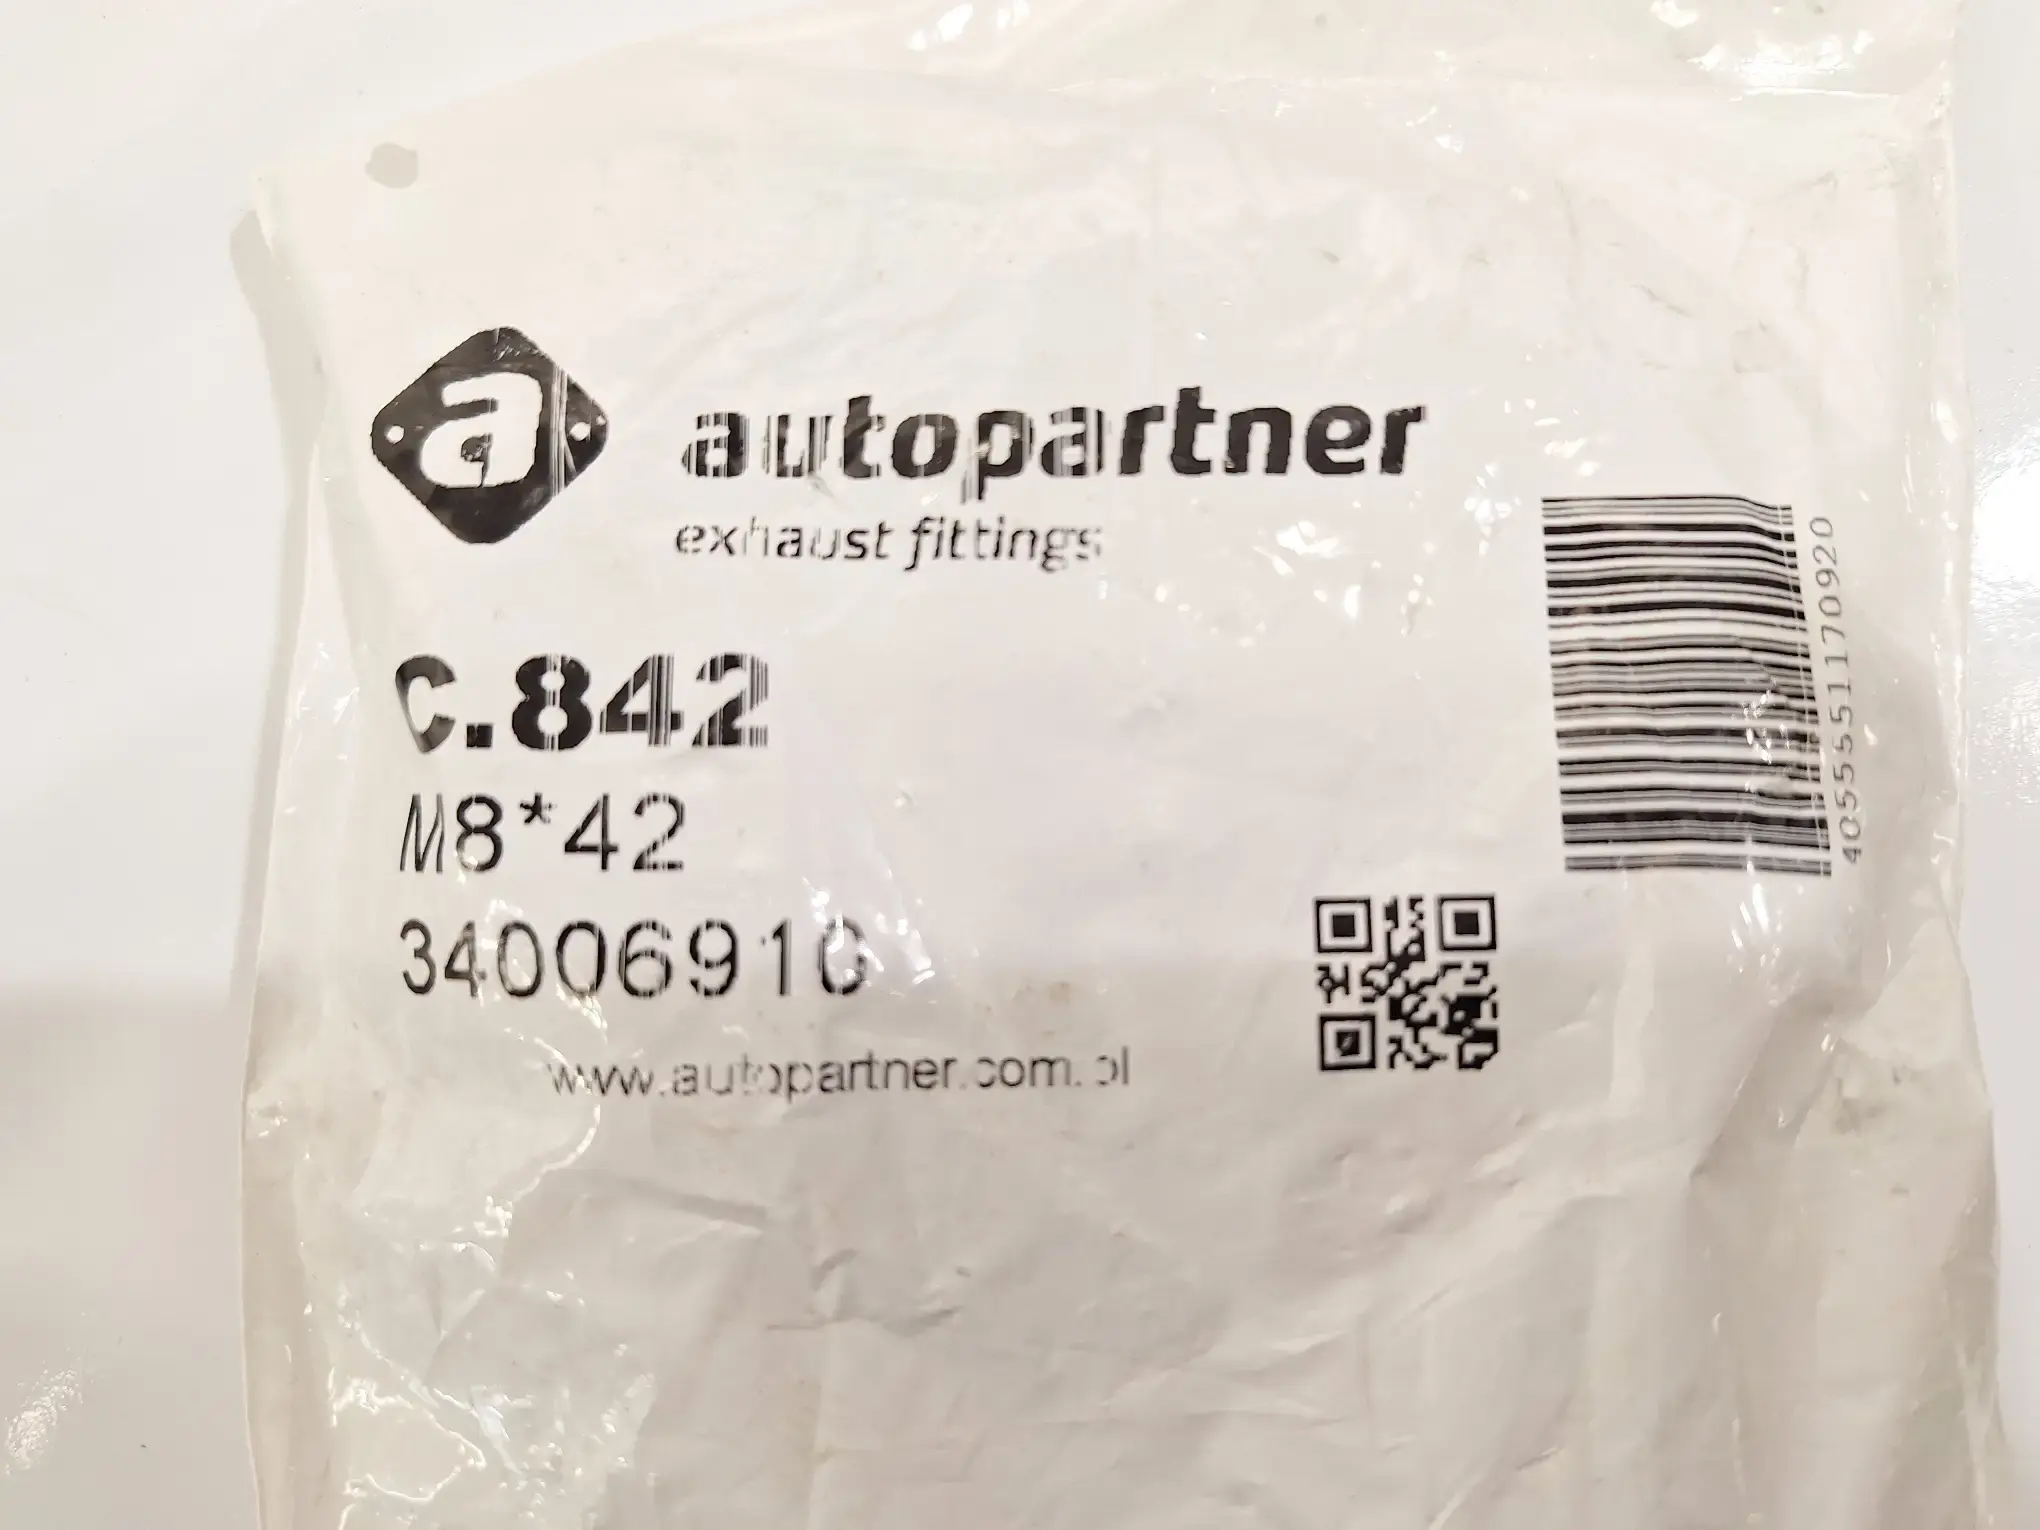 a
autopartner
exhaust fittings
C.842
M8*42
34006910
www.autopartner.com.pl
4055551170920